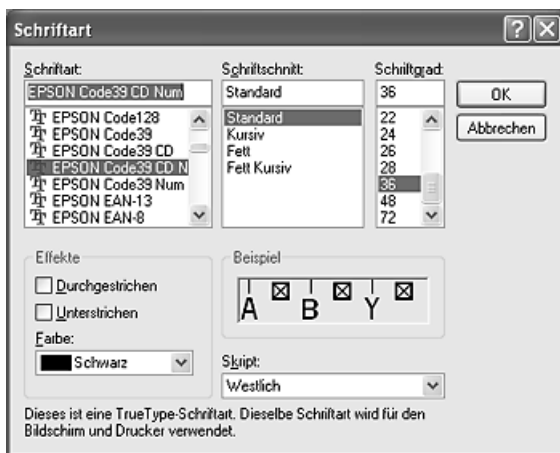 Schriftart
Schriftart:
EPSON Code39 CD Num
EPSON Code128
EPSON Code39
EPSON Code39 CD
EPSON Code39 CD N
EPSON Code39 Num
EPSON EAN-13
EPSON EAN-8
Schriftschnitt:
Standard
Standard
Kursiv
Fett
Fett Kursiv
Schriftgrad:
36
22
24
26
28
36
48
72
OK
Abbrechen
Effekte
Durchgestrichen
Unterstrichen
Farbe:
Schwarz
Beispiel
A B Y
Skript:
Westlich
Dieses ist eine TrueType-Schriftart. Dieselbe Schriftart wird für den
Bildschirm und Drucker verwendet.